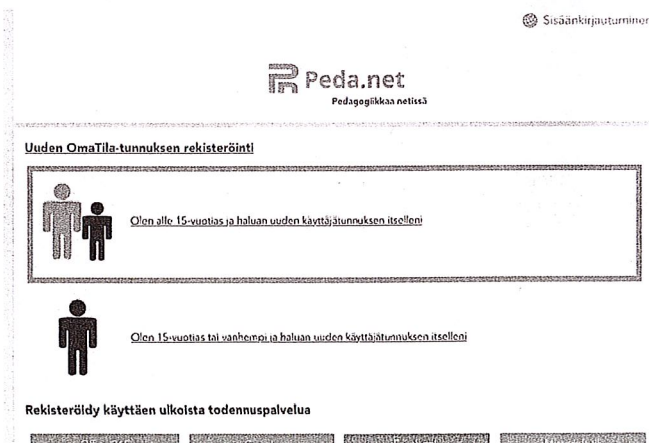 Sisäänkirjautuminen
Peda.net
Pedagogiikkaa netissä
Uuden OmaTila-tunnuksen rekisteröinti
Olen alle 15-vuotias ja haluan uuden käyttäjätunnuksen itselleni
Olen 15-vuotias tai vanhempi ja haluan uuden käyttäjätunnuksen itselleni
Rekisteröidy käyttäen ulkoista todennuspalvelua